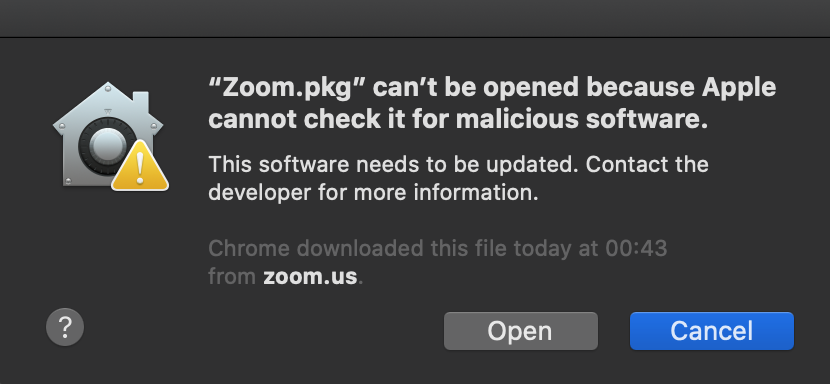 “Zoom.pkg” can’t be opened because Apple
cannot check it for malicious software.
This software needs to be updated. Contact the
developer for more information.
Chrome downloaded this file today at 00:43
from zoom.us.
?
Open
Cancel